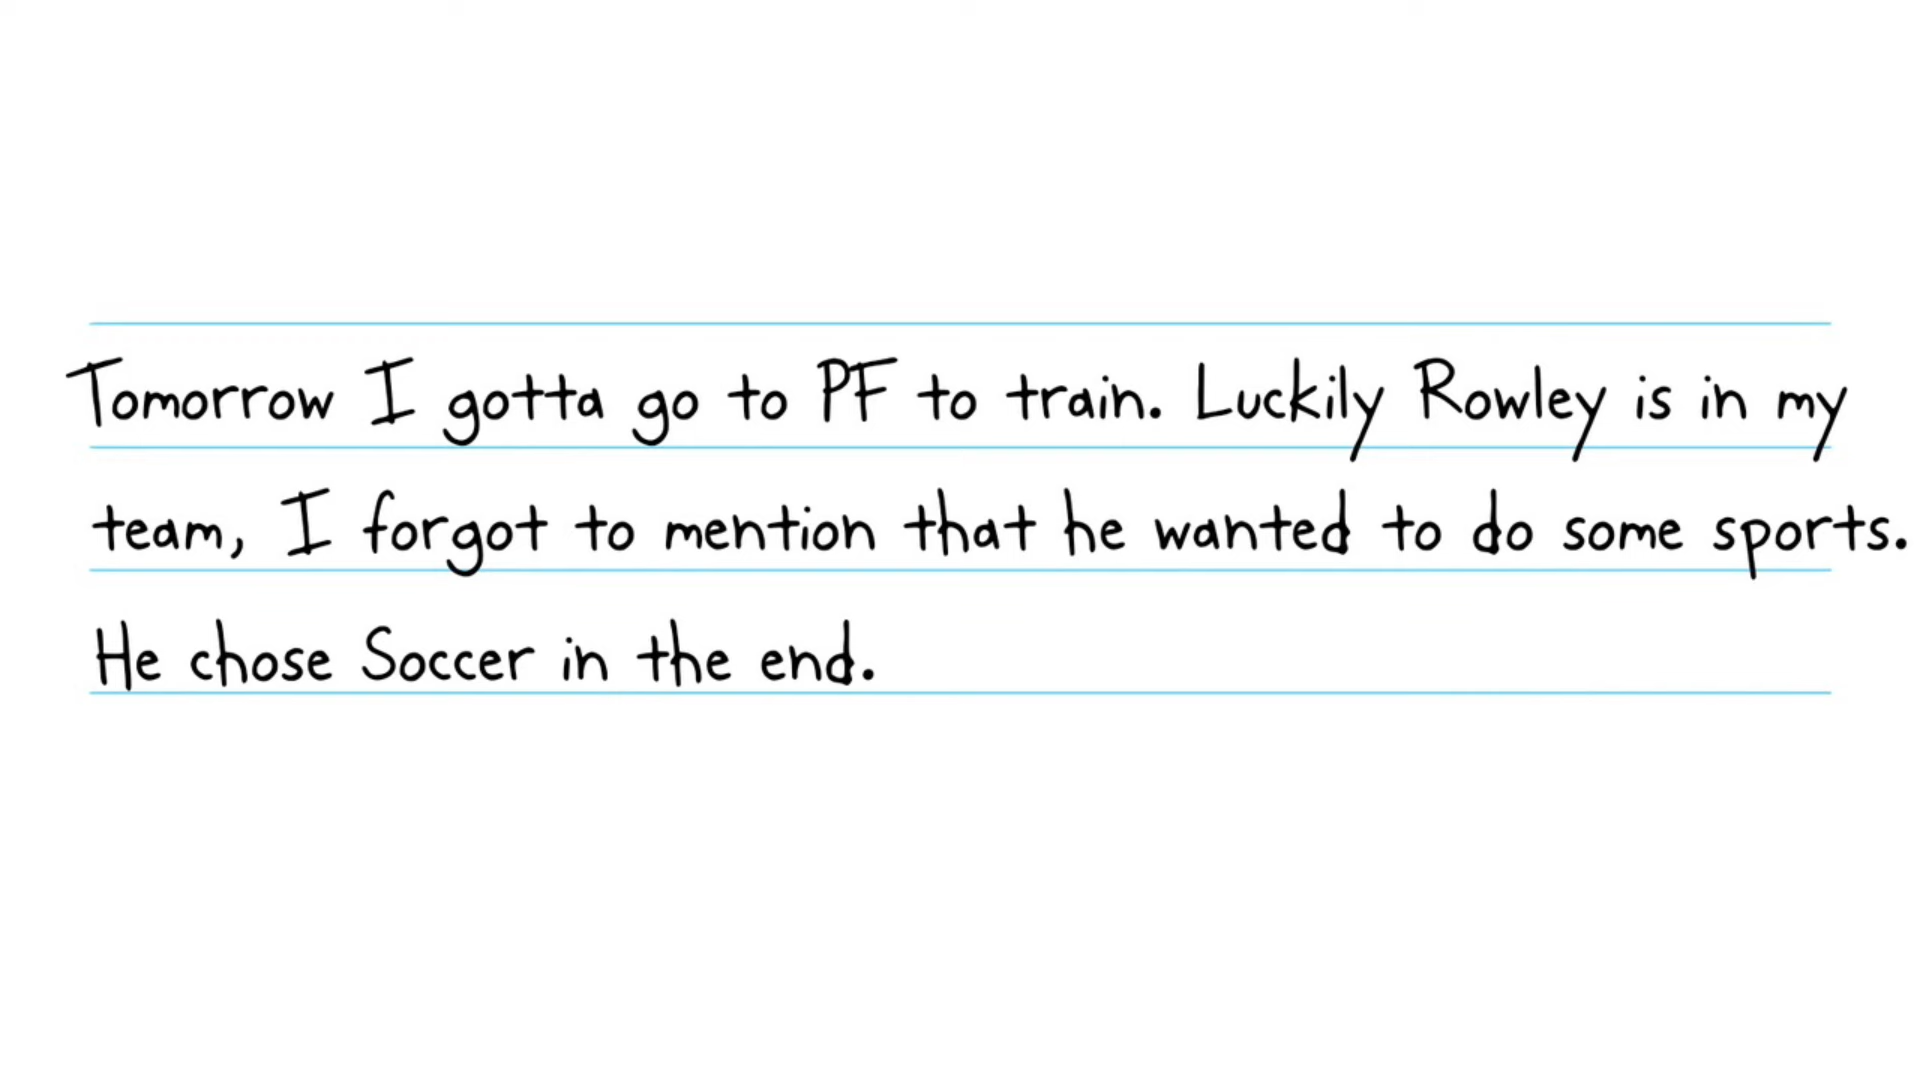 Tomorrow I gotta go to PF to train. Luckily Rowley is in my
team, I forgot to mention that he wanted to do some sports.
He chose Soccer in the end.